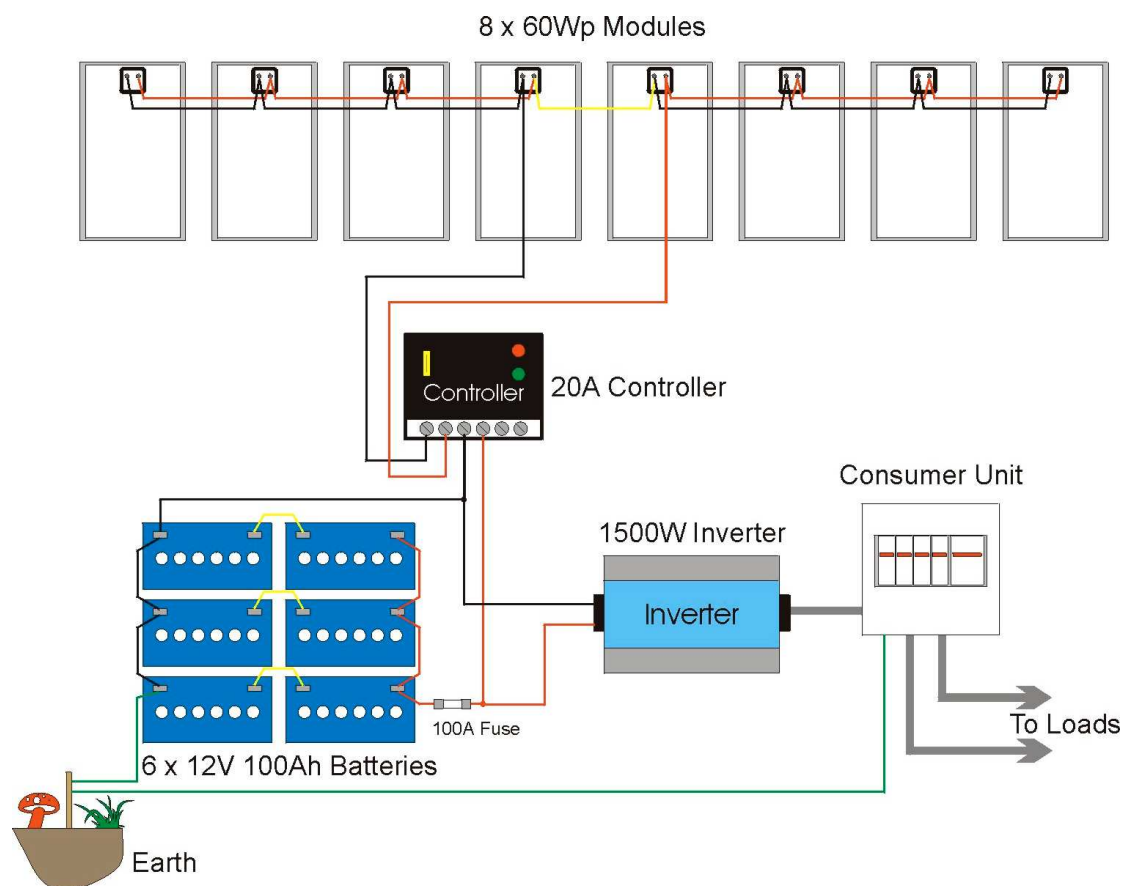 8 x 60Wp Modules
Controller
20A Controller
Consumer Unit
1500W Inverter
Inverter
100A Fuse
To Loads
6 x 12V 100Ah Batteries
Earth